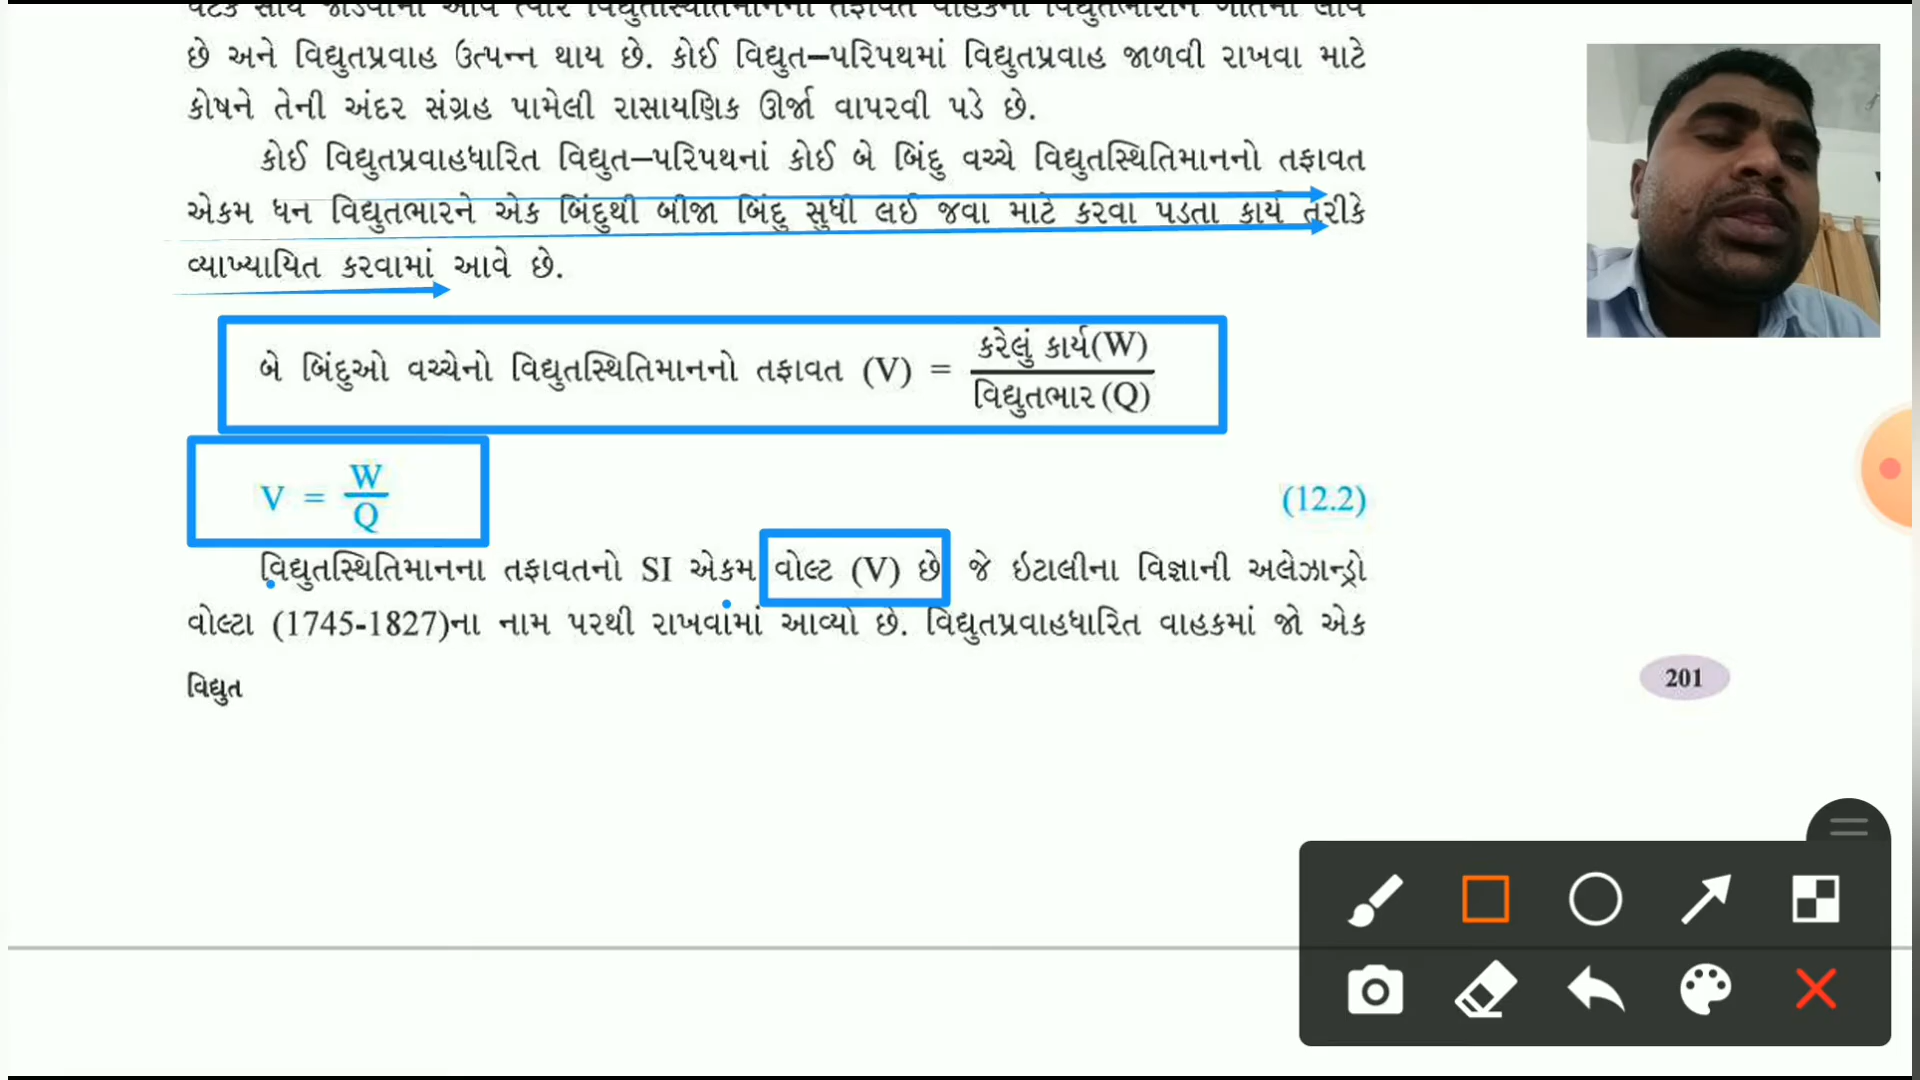 છે અને વિદ્યુતપ્રવાહ ઉત્પન્ન થાય છે. કોઈ વિદ્યુત–પરિપથમાં વિદ્યુતપ્રવાહ જાળવી રાખવા માટે
કોષને તેની અંદર સંગ્રહ પામેલી રાસાયણિક ઊર્જા વાપરવી પડે છે.
કોઈ વિદ્યુતપ્રવાહધારિત વિદ્યુત–પરિપથનાં કોઈ બે બિંદુ વચ્ચે વિદ્યુતસ્થિતિમાનનો તફાવત
એકમ ધન વિદ્યુતભારને એક બિંદુથી બીજા બિંદુ સુધી લઈ જવા માટે કરવા પડતા કાર્ય તરીકે
વ્યાખ્યાયિત કરવામાં આવે છે.
બે બિંદુઓ વચ્ચેનો વિદ્યુતસ્થિતિમાનનો તફાવત (V) = કરેલું કાર્ય(W)
વિદ્યુતભાર (Q)
V = W
Q
(12.2)
વિદ્યુતસ્થિતિમાનના તફાવતનો SI એકમ વોલ્ટ (V) છે જે ઇટાલીના વિજ્ઞાની અલેઝાન્ડ્રો
વોલ્ટા (1745-1827)ના નામ પરથી રાખવામાં આવ્યો છે. વિદ્યુતપ્રવાહધારિત વાહકમાં જો એક
વિદ્યુત
201